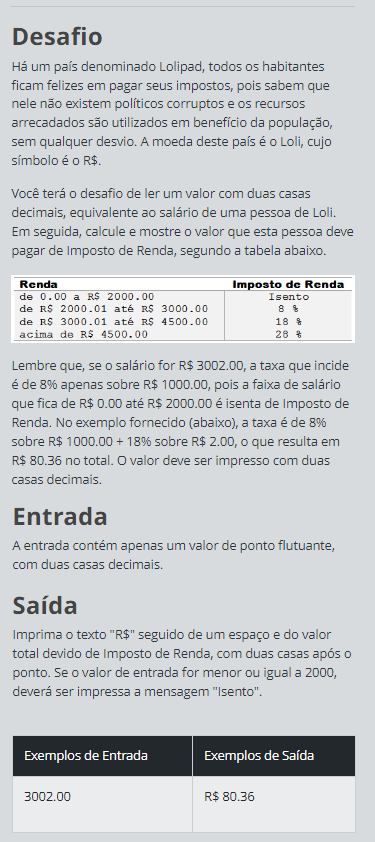 Desafio
Há um país denominado Lolipad, todos os habitantes
ficam felizes em pagar seus impostos, pois sabem que
nele não existem políticos corruptos e os recursos
arrecadados são utilizados em benefício da população,
sem qualquer desvio. A moeda deste país é o Loli, cujo
símbolo é o R$.
Você terá o desafio de ler um valor com duas casas
decimais, equivalente ao salário de uma pessoa de Loli.
Em seguida, calcule e mostre o valor que esta pessoa deve
pagar de Imposto de Renda, segundo a tabela abaixo.
Renda Imposto de Renda
de 0.00 a R$ 2000.00 Isento
de R$ 2000.01 até R$ 3000.00 8 %
de R$ 3000.01 até R$ 4500.00 18 %
acima de R$ 4500.00 28 %
Lembre que, se o salário for R$ 3002.00, a taxa que incide
é de 8% apenas sobre R$ 1000.00, pois a faixa de salário
que fica de R$ 0.00 até R$ 2000.00 é isenta de Imposto de
Renda. No exemplo fornecido (abaixo), a taxa é de 8%
sobre R$ 1000.00 + 18% sobre R$ 2.00, o que resulta em
R$ 80.36 no total. O valor deve ser impresso com duas
casas decimais.
Entrada
A entrada contém apenas um valor de ponto flutuante,
com duas casas decimais.
Saída
Imprima o texto "R$" seguido de um espaço e do valor
total devido de Imposto de Renda, com duas casas após o
ponto. Se o valor de entrada for menor ou igual a 2000,
deverá ser impressa a mensagem "Isento".
Exemplos de Entrada Exemplos de Saída
3002.00 R$ 80.36